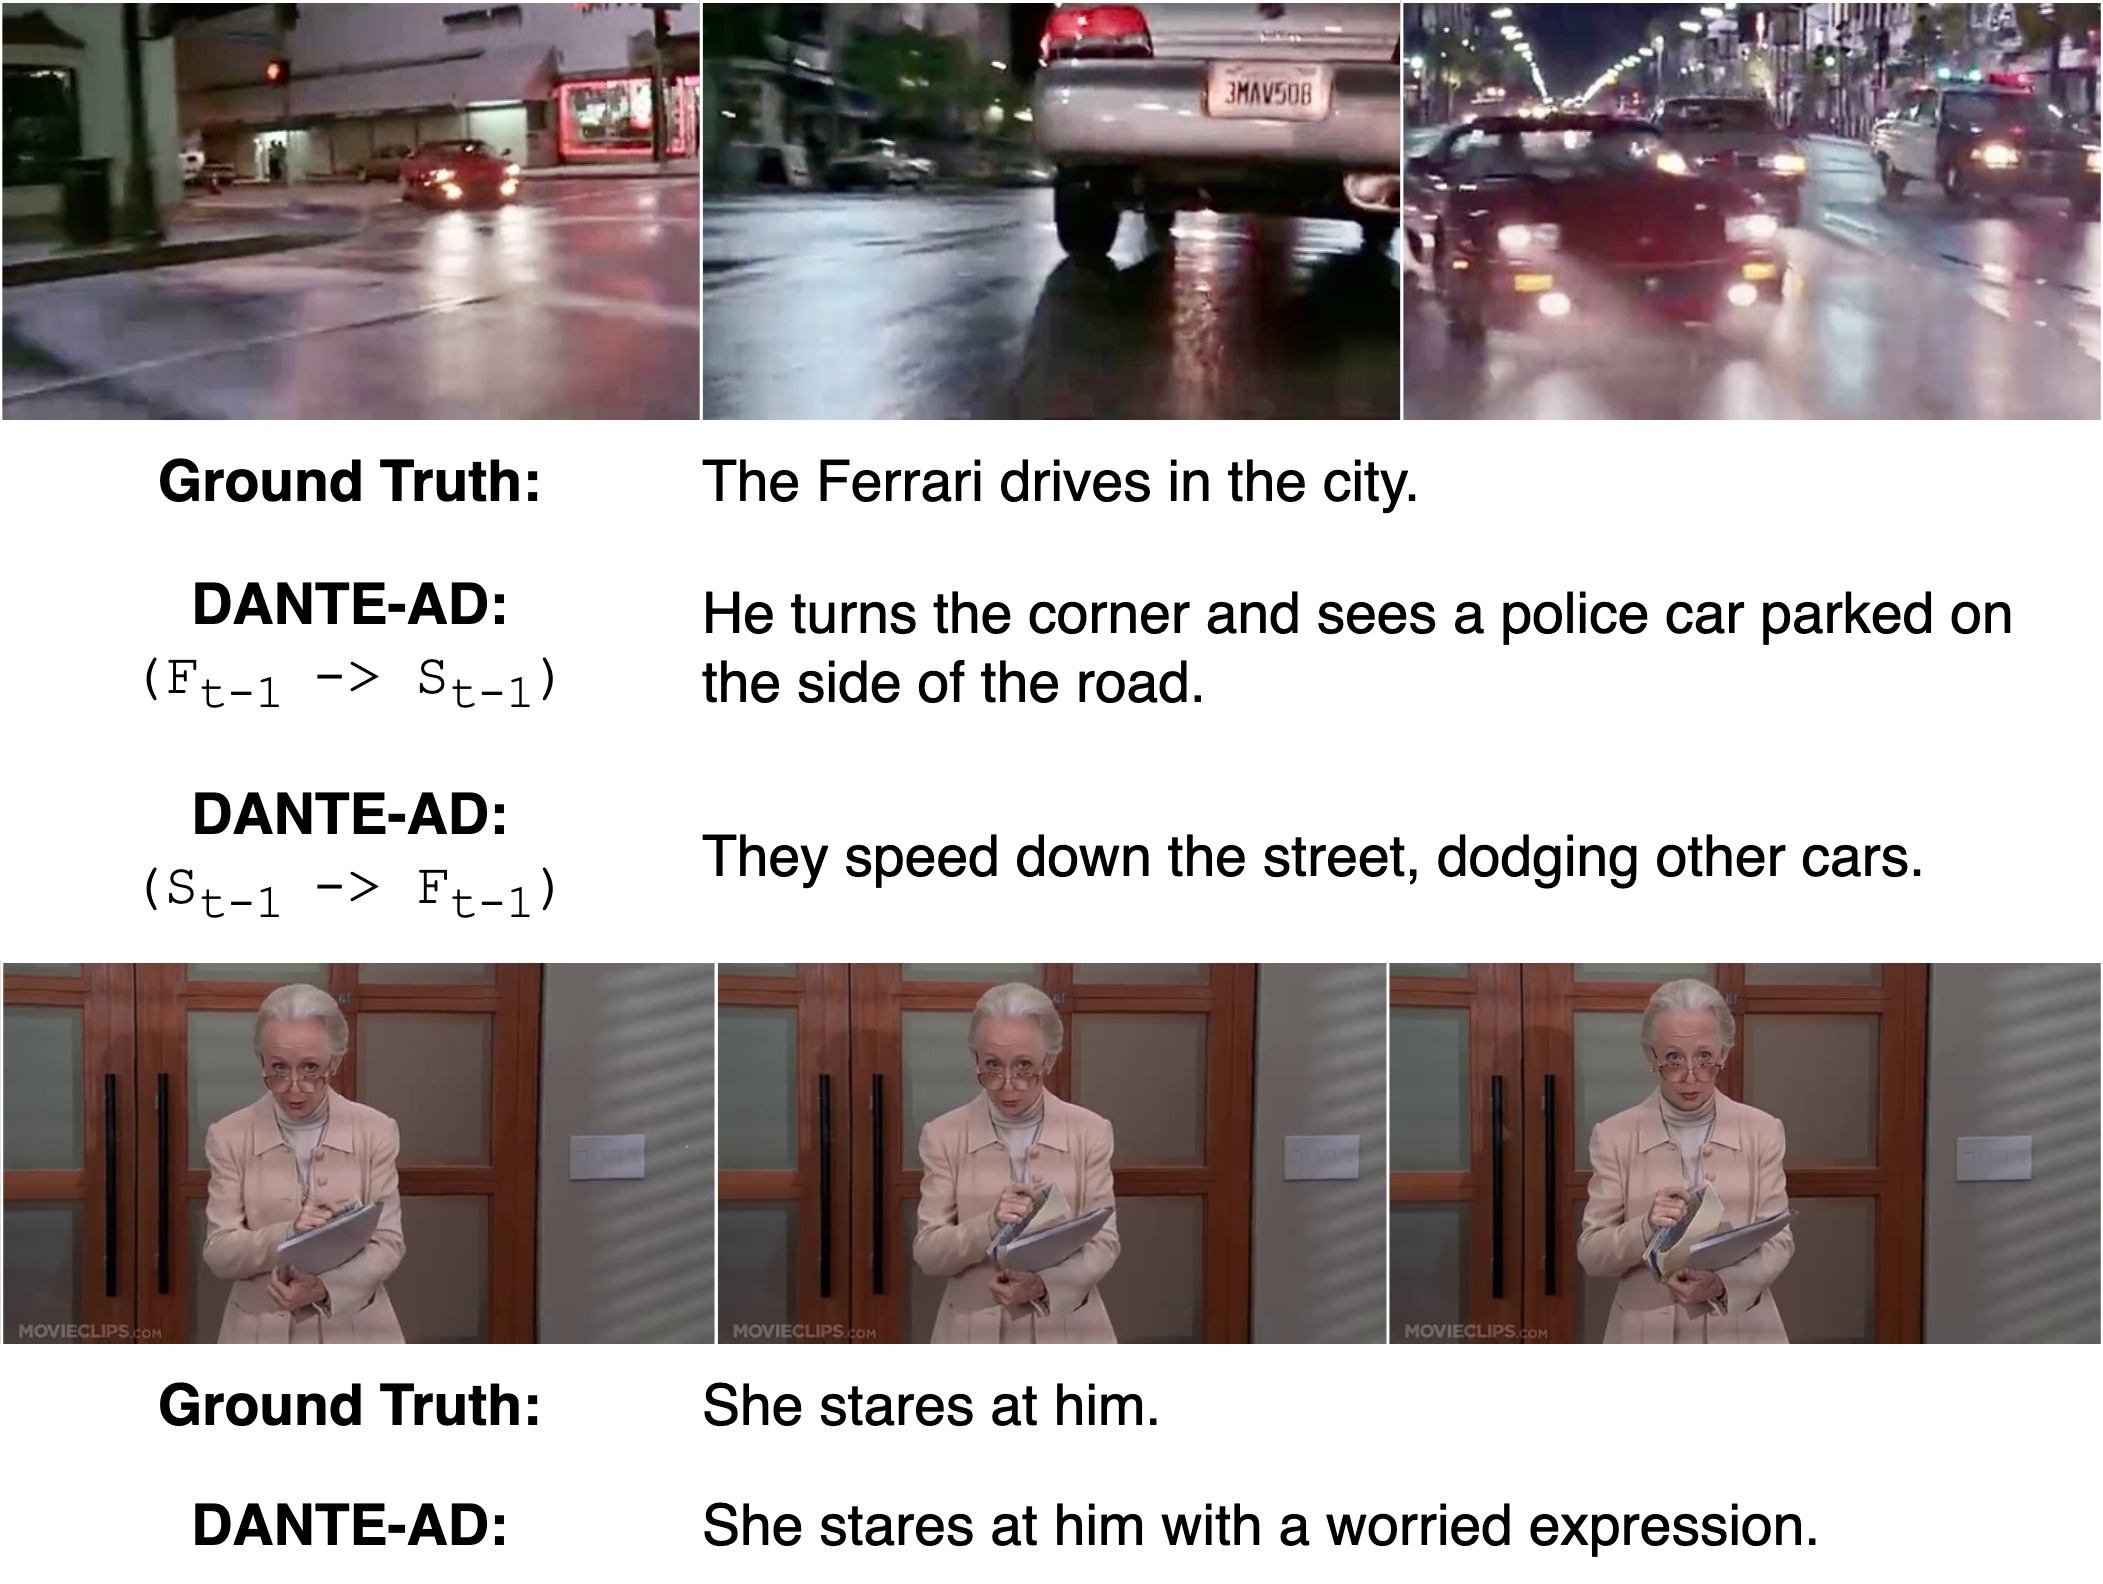 3MAV50B
Ground Truth: The Ferrari drives in the city.
DANTE-AD: He turns the corner and sees a police car parked on
(Ft-1 -> St-1) the side of the road.
DANTE-AD:
(St-1 -> Ft-1) They speed down the street, dodging other cars.
MOVIECLIPS.COM MOVIECLIPS.COM MOVIECLIPS.COM
Ground Truth: She stares at him.
DANTE-AD: She stares at him with a worried expression.